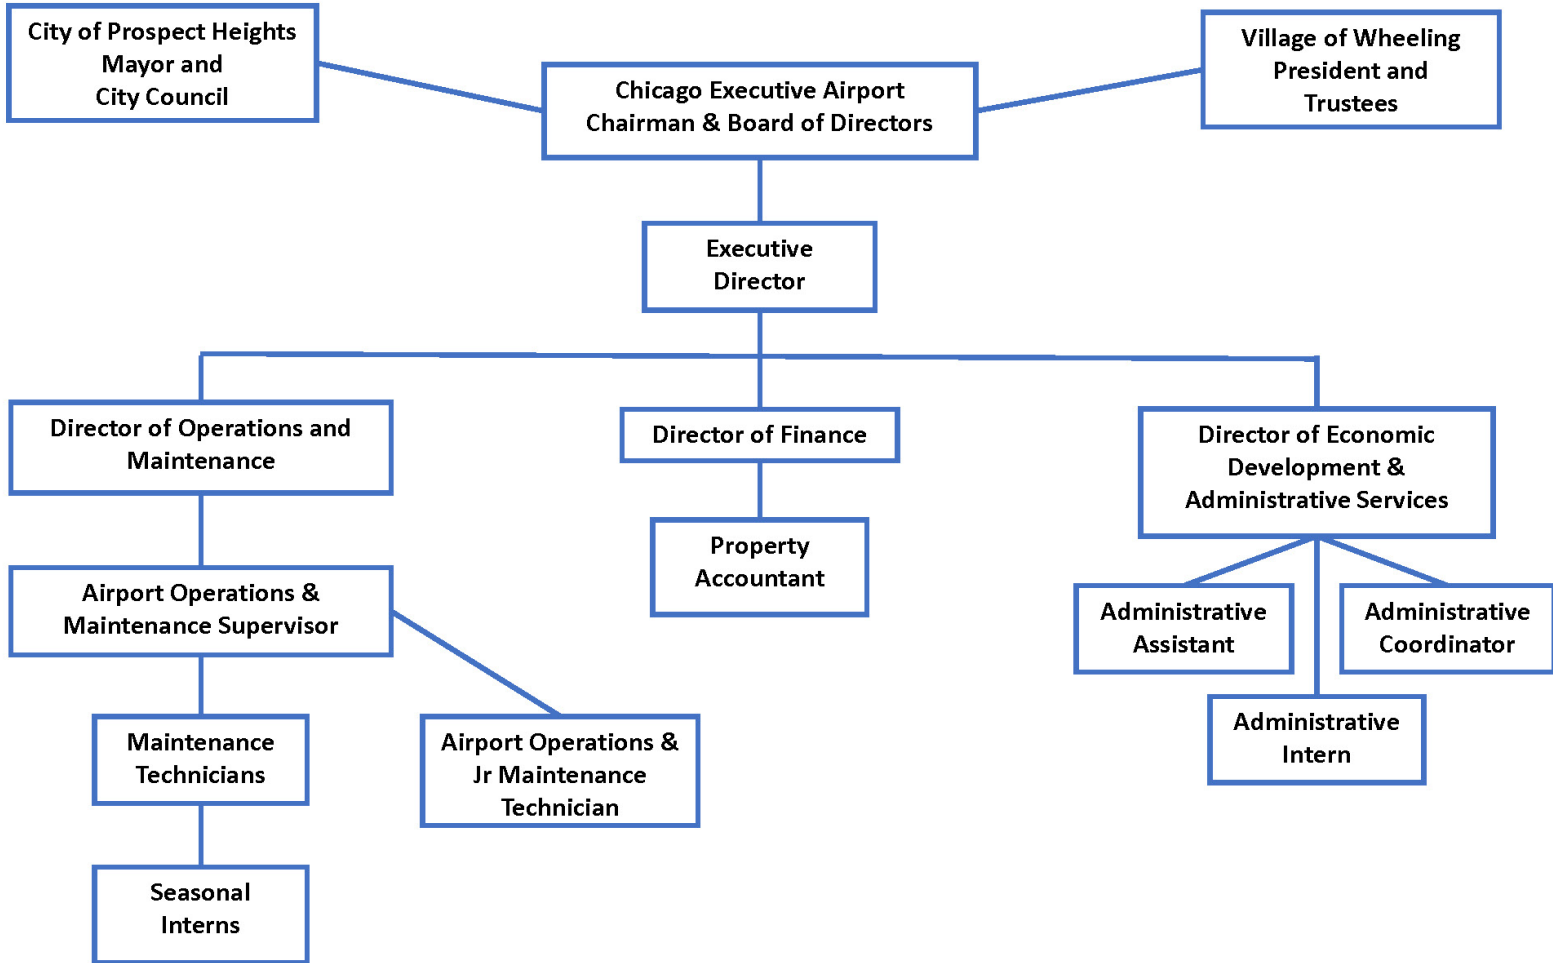 City of Prospect Heights
Mayor and
City Council
Chicago Executive Airport
Chairman & Board of Directors
Village of Wheeling
President and
Trustees
Executive
Director
Director of Operations and
Maintenance
Director of Finance
Director of Economic
Development &
Administrative Services
Airport Operations &
Maintenance Supervisor
Property
Accountant
Administrative
Assistant
Administrative
Coordinator
Administrative
Intern
Maintenance
Technicians
Airport Operations &
Jr Maintenance
Technician
Seasonal
Interns